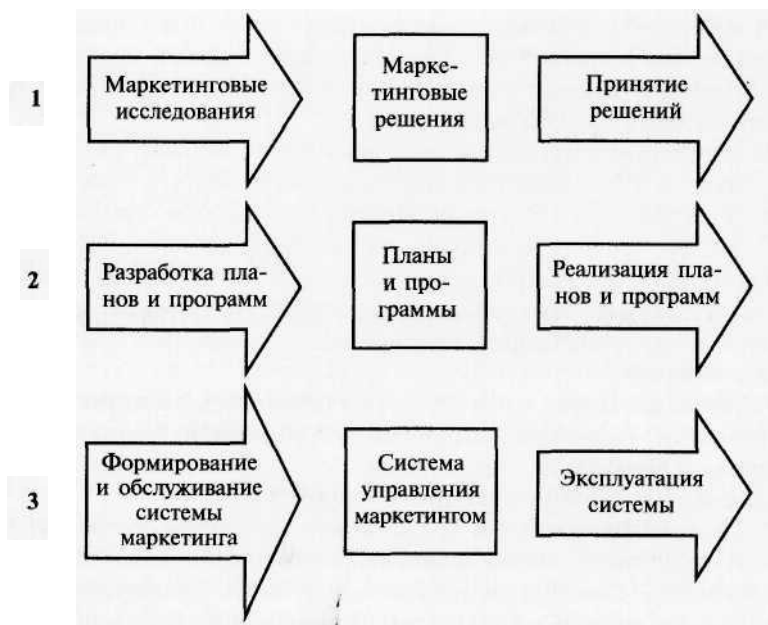 1
Маркетинговые
исследования
Марке-
тинговые
решения
Принятие
решений
2
Разработка пла-
нов и программ
Планы
и про-
граммы
Реализация пла-
нов и программ
3
Формирование
и обслуживание
системы
маркетинга
Система
управления
маркетингом
Эксплуатация
системы